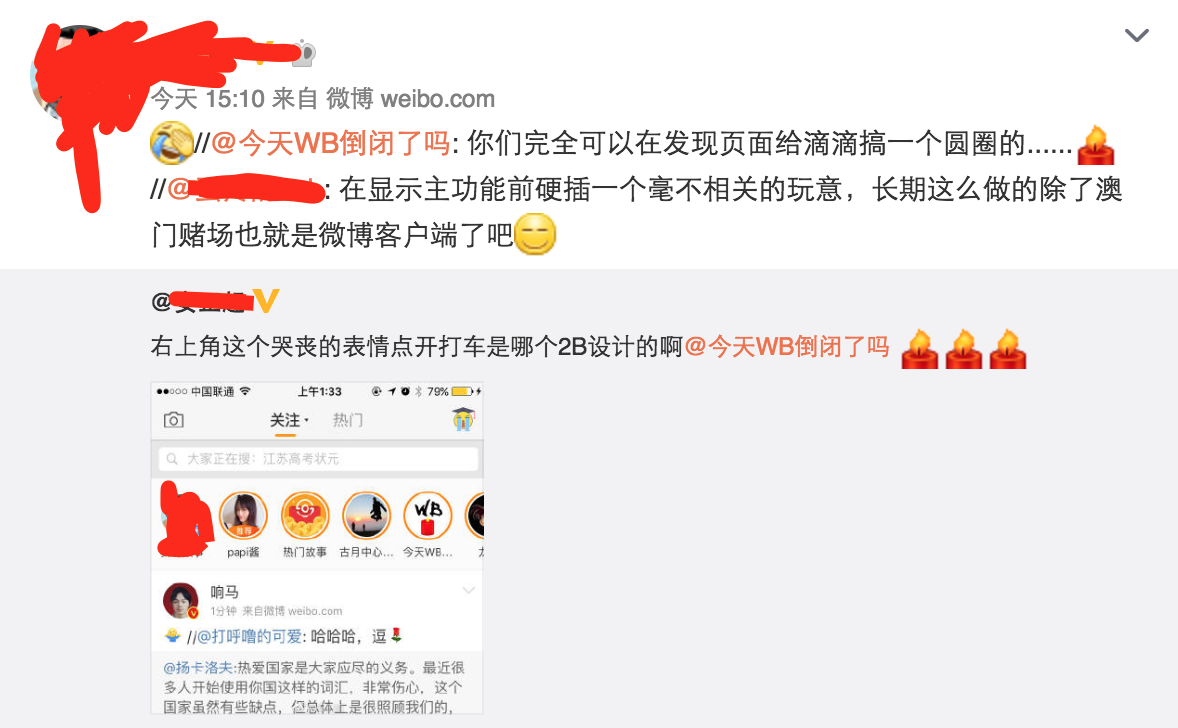 今天 15:10 来自 微博 weibo.com
//@今天WB倒闭了吗: 你们完全可以在发现页面给滴滴搞一个圆圈的......
//@: 在显示主功能前硬插一个毫不相关的玩意，长期这么做的除了澳
门赌场也就是微博客户端了吧
@ V
右上角这个哭丧的表情点开打车是哪个2B设计的啊@今天WB倒闭了吗
中国联通 上午1:33 79%
关注 热门
大家正在搜：江苏高考状元
WB
推荐
papi酱 热门故事 古月中心... 今天WB...
响马
1分钟 来自微博 weibo.com
//@打呼噜的可爱: 哈哈哈，逗
@扬卡洛夫:热爱国家是大家应尽的义务。最近很
多人开始使用你国这样的词汇，非常伤心，这个
国家虽然有些缺点，但总体上是很照顾我们的，